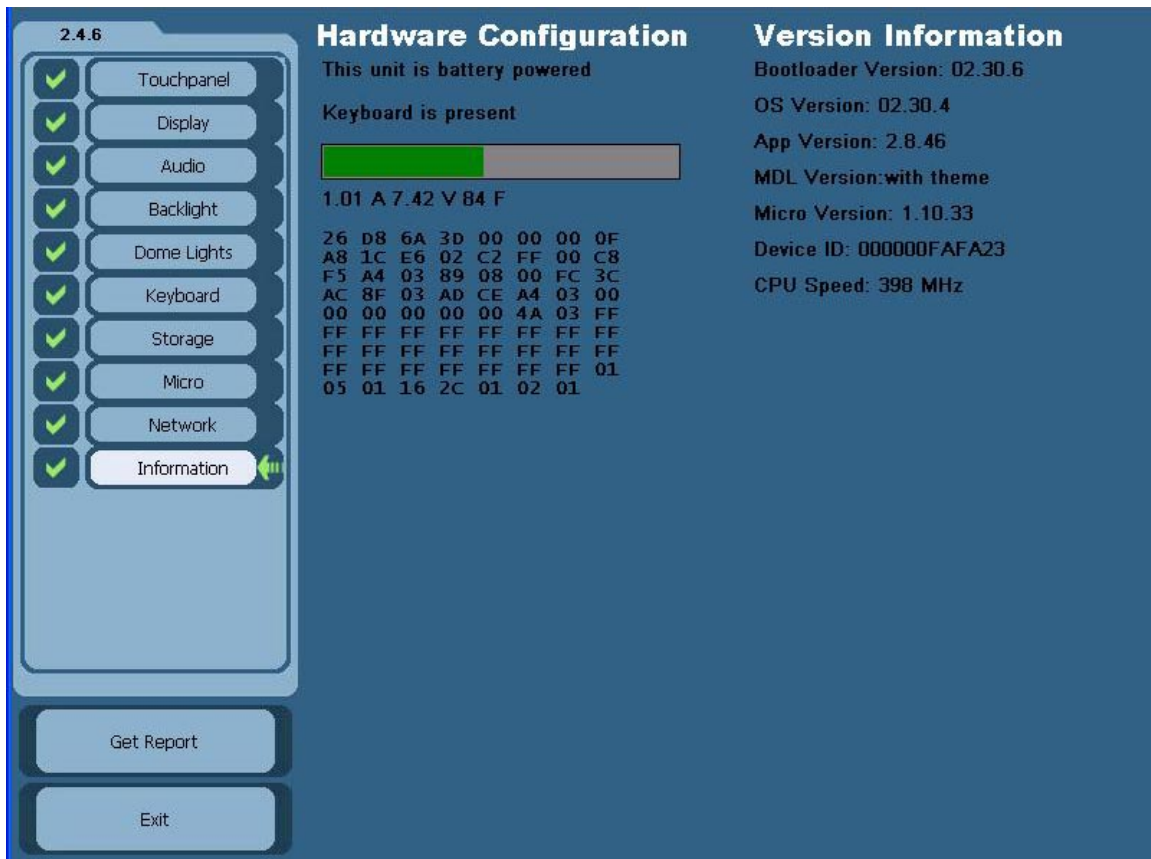 2.4.6
Touchpanel
Display
Audio
Backlight
Dome Lights
Keyboard
Storage
Micro
Network
Information
Get Report
Exit
Hardware Configuration
This unit is battery powered
Keyboard is present
1.01 A 7.42 V 84 F
26 D8 6A 3D 00 00 00 0F
A8 1C E6 02 C2 FF 00 C8
F5 A4 03 89 08 00 FC 3C
AC 8F 03 AD CE A4 03 00
00 00 00 00 00 4A 03 FF
FF FF FF FF FF FF FF FF
FF FF FF FF FF FF FF FF
FF FF FF FF FF FF FF 01
05 01 16 2C 01 02 01
Version Information
Bootloader Version: 02.30.6
OS Version: 02.30.4
App Version: 2.8.46
MDL Version:with theme
Micro Version: 1.10.33
Device ID: 000000FAFA23
CPU Speed: 398 MHz